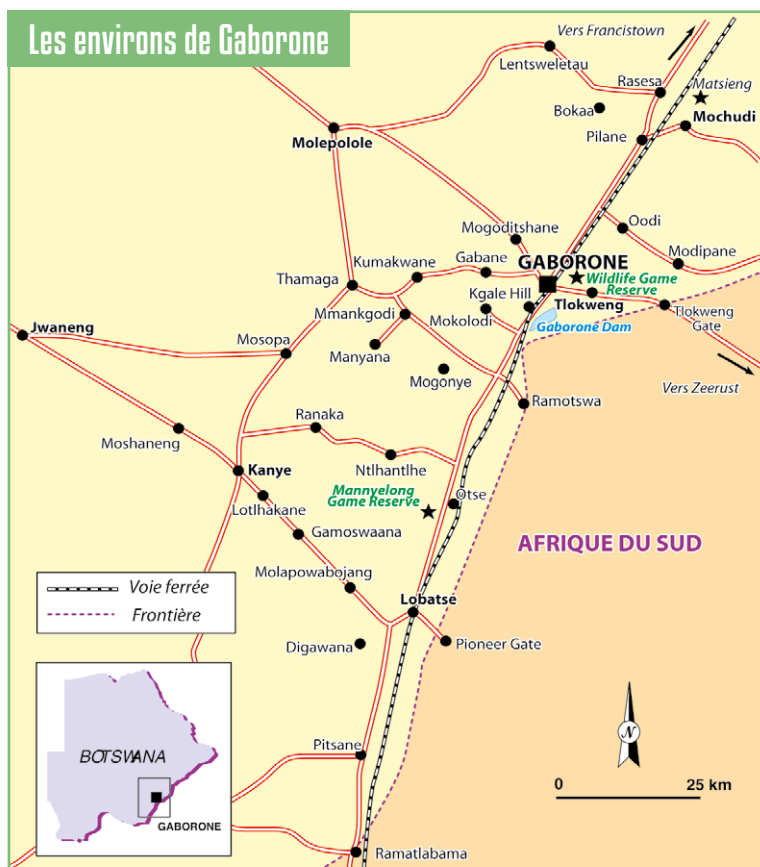 Les environs de Gaborone
Vers Francistown
Lentsweletau
Rasesa
Matsieng
Bokaa
Mochudi
Pilane
Molepolole
Oodi
Mogoditshane
Modipane
Gabane
GABORONE
Kumakwane
Wildlife Game
Reserve
Thamaga
Kgale Hill
Tlokweng
Mmankgodi
Mokolodi
Tlokweng
Gate
Gaborone Dam
Jwaneng
Mosopa
Manyana
Mogonye
Vers Zeerust
Ramotswa
Ranaka
Moshaneng
Ntlhantlhe
Kanye
Mannyelong
Game Reserve
Otse
Lotlhakane
Gamoswaana
AFRIQUE DU SUD
Molapowabojang
Voie ferrée
Frontière
Lobatse
Digawana
Pioneer Gate
N
Pitsane
BOTSWANA
0 25 km
GABORONE
Ramatlabama